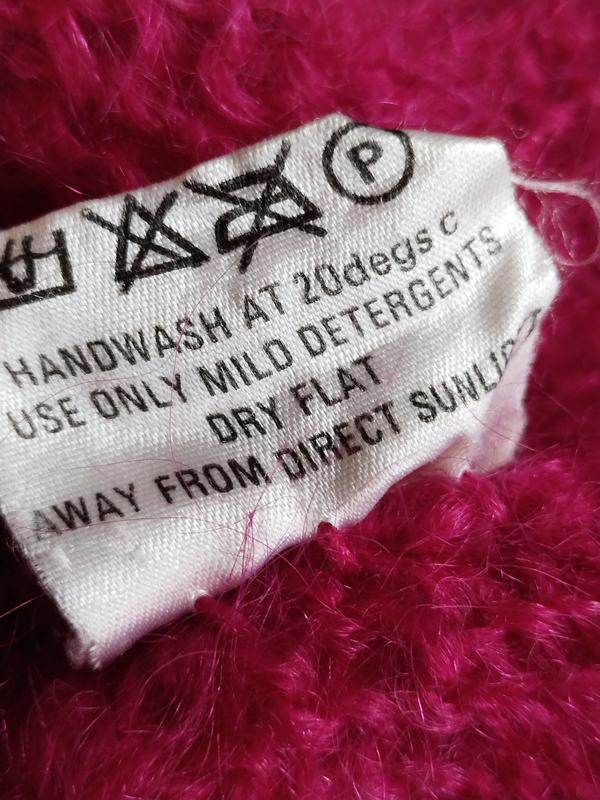 P
HANDWASH AT 20degs c
USE ONLY MILD DETERGENTS
DRY FLAT
AWAY FROM DIRECT